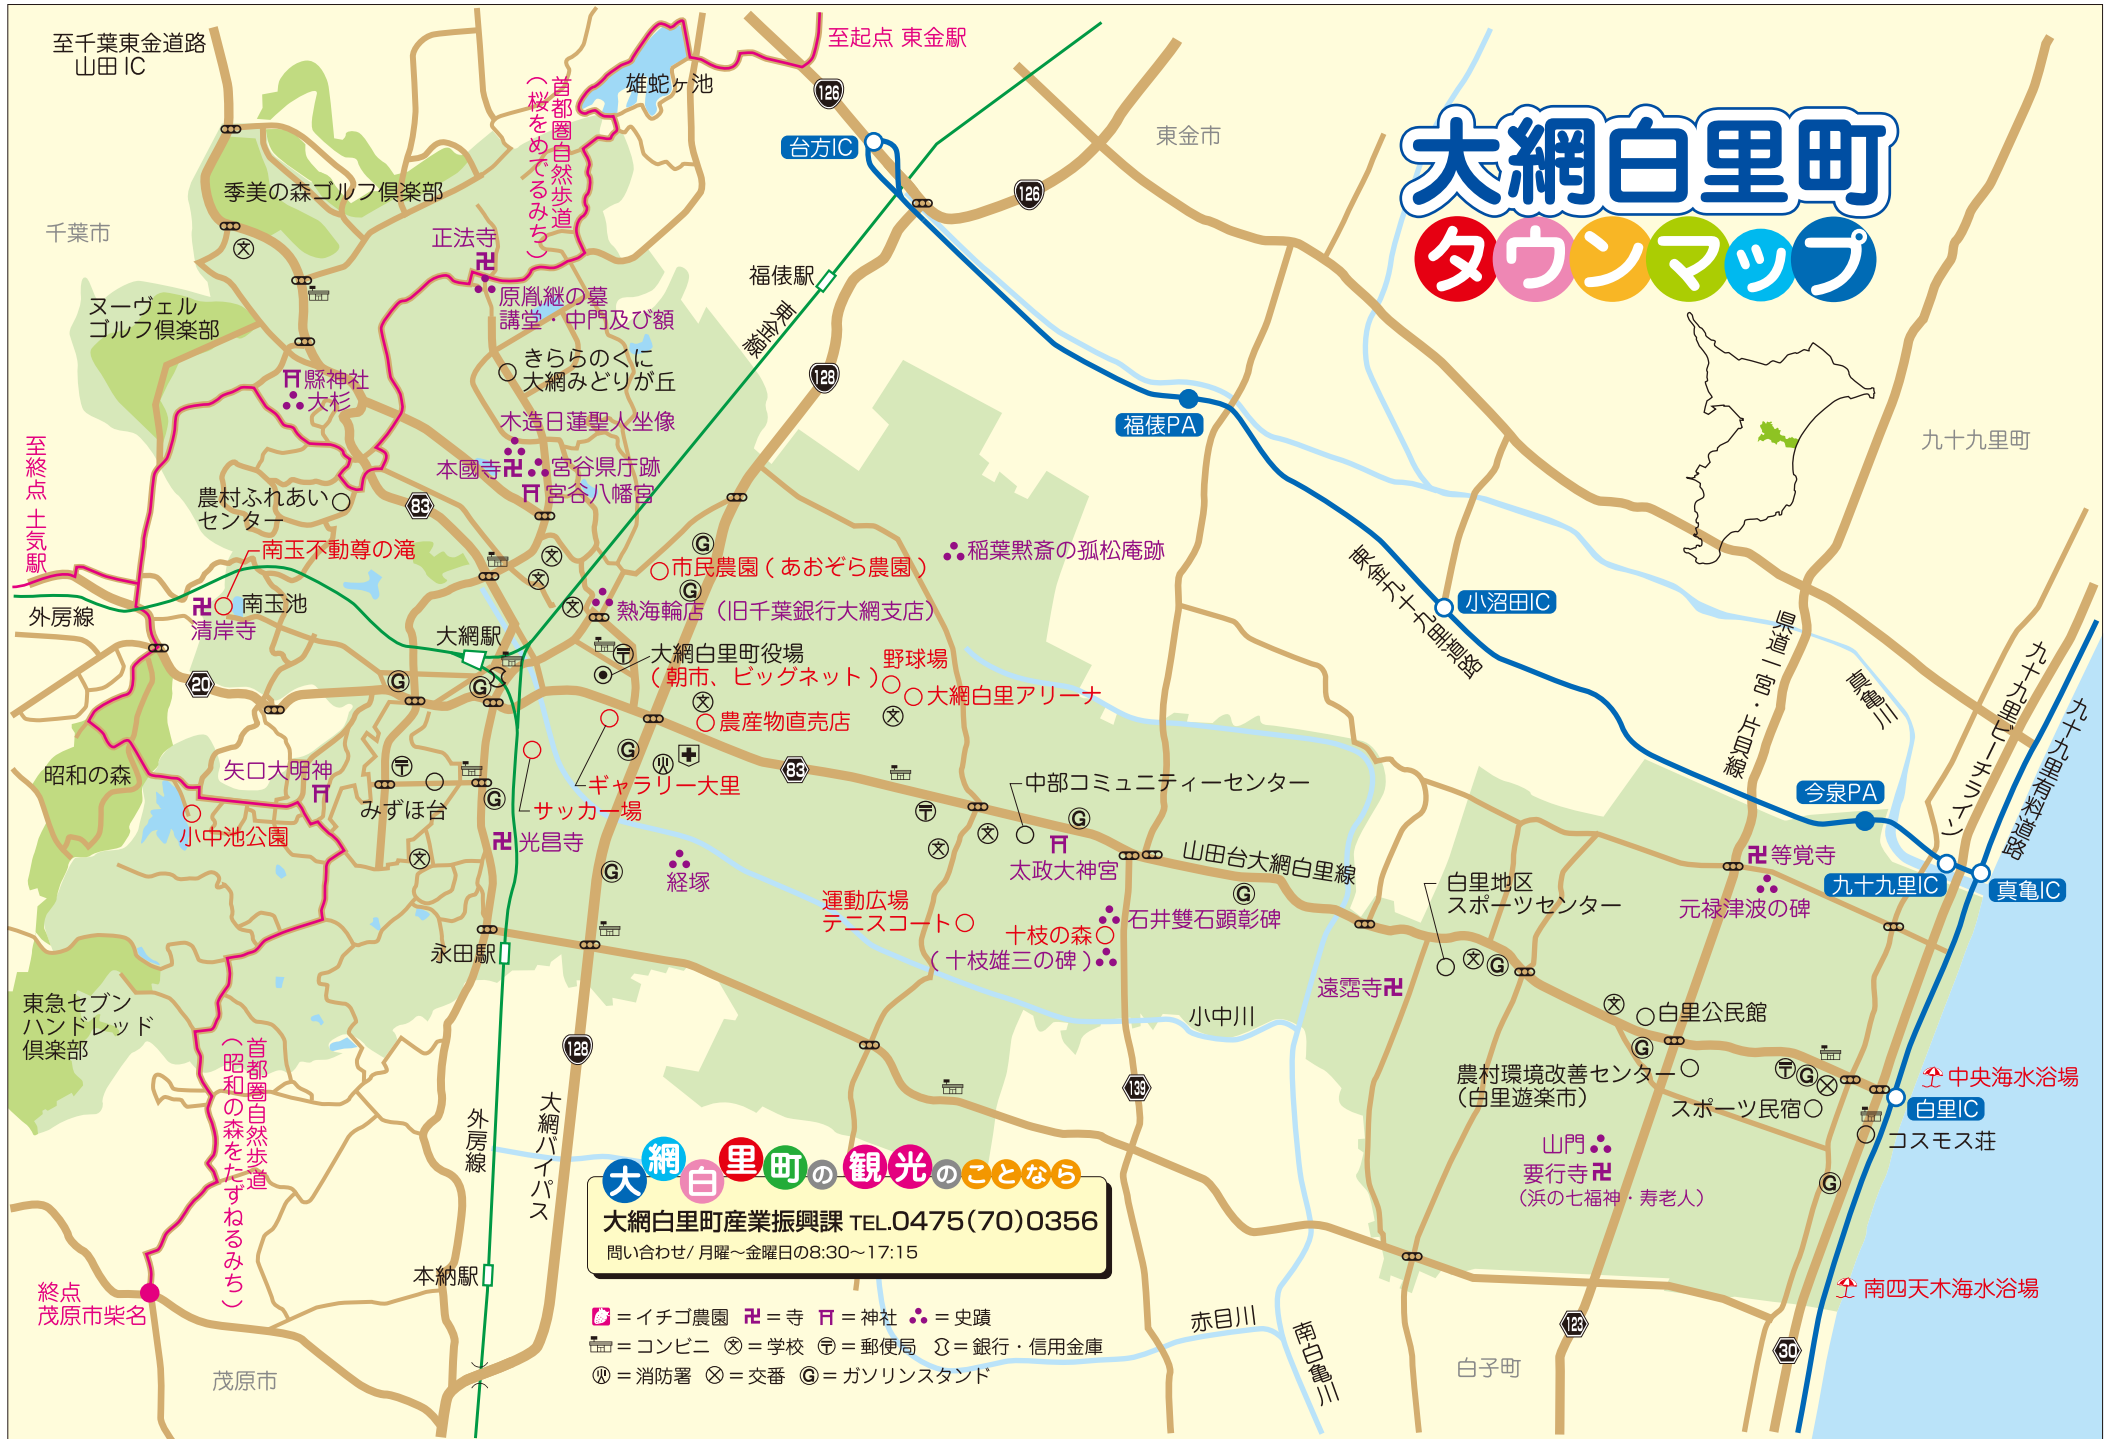 至千葉東金道路
山田 IC
至起点 東金駅
雄蛇ヶ池
首都圏自然歩道
(桜をめでるみち)
126
台方IC
東金市
126
大網白里町
タウンマップ
季美の森ゴルフ倶楽部
千葉市
正法寺
原胤継の墓
講堂・中門及び額
福俵駅
東金線
ヌーヴェル
ゴルフ倶楽部
きららのくに
大網みどりが丘
128
縣神社
大杉
木造日蓮聖人坐像
福俵PA
九十九里町
至終点 土気駅
本國寺
宮谷県庁跡
宮谷八幡宮
農村ふれあい
センター
83
南玉不動尊の滝
市民農園(あおぞら農園)
稲葉黙斎の孤松庵跡
熱海輪店(旧千葉銀行大網支店)
外房線
南玉池
清岸寺
大網駅
大網白里町役場
(朝市、ビッグネット)
野球場
大網白里アリーナ
農産物直売店
東金九十九里道路
小沼田IC
県道一宮・片貝線
真亀川
九十九里ビーチライン
九十九里有料道路
20
昭和の森
矢口大明神
みずほ台
小中池公園
ギャラリー大里
サッカー場
光昌寺
83
中部コミュニティーセンター
太政大神宮
山田台大網白里線
経塚
運動広場
テニスコート
石井雙石顕彰碑
十枝の森
(十枝雄三の碑)
今泉PA
等覚寺
元禄津波の碑
九十九里IC
真亀IC
白里地区
スポーツセンター
遠霑寺
永田駅
小中川
白里公民館
東急セブン
ハンドレッド
倶楽部
首都圏自然歩道
(昭和の森をたずねるみち)
128
外房線
大網バイパス
139
農村環境改善センター
(白里遊楽市)
スポーツ民宿
中央海水浴場
白里IC
コスモス荘
山門
要行寺
(浜の七福神・寿老人)
大網白里町の観光のことなら
大網白里町産業振興課 TEL.0475(70)0356
問い合わせ/月曜〜金曜日の8:30〜17:15
本納駅
終点
茂原市柴名
南四天木海水浴場
=イチゴ農園 卍=寺 =神社 =史蹟
=コンビニ 文=学校 〒=郵便局 =銀行・信用金庫
=消防署 =交番 G=ガソリンスタンド
赤目川
南白亀川
123
30
白子町
茂原市